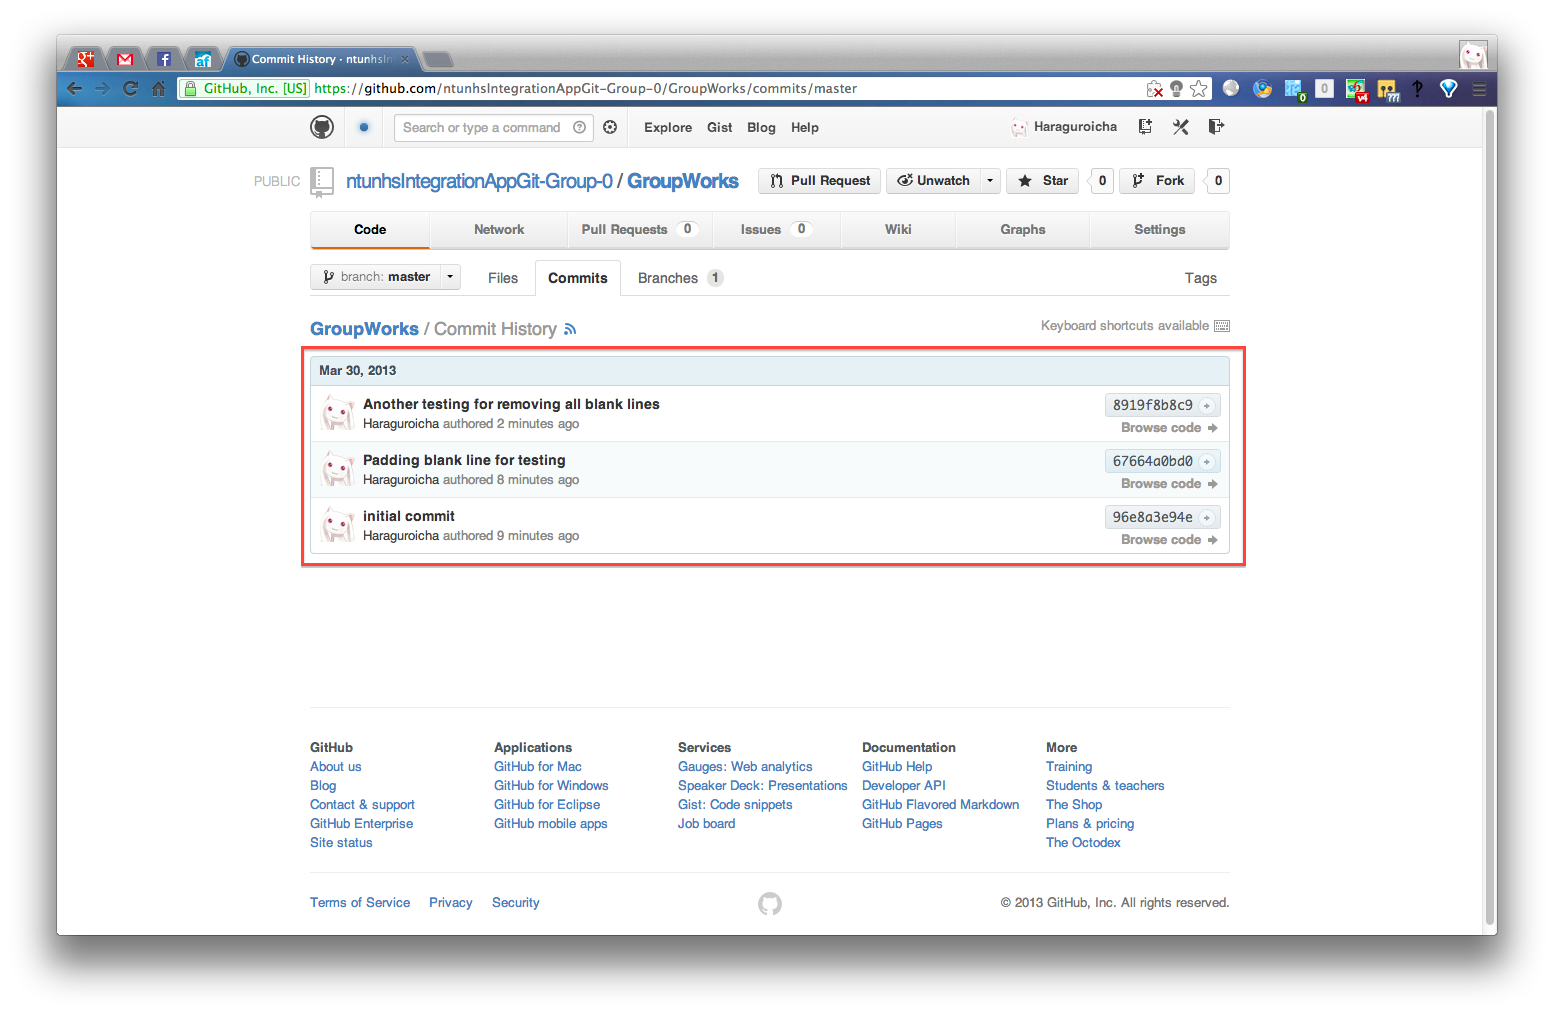 Commit History · ntunhsIn
GitHub, Inc. [US] https://github.com/ntunhsIntegrationAppGit-Group-0/GroupWorks/commits/master
Search or type a command
Explore Gist Blog Help
Haraguroicha
PUBLIC ntunhsIntegrationAppGit-Group-0 / GroupWorks
Pull Request Unwatch Star 0 Fork 0
Code Network Pull Requests 0 Issues 0 Wiki Graphs Settings
branch: master Files Commits Branches 1 Tags
GroupWorks / Commit History
Keyboard shortcuts available
Mar 30, 2013
Another testing for removing all blank lines
8919f8b8c9
Haraguroicha authored 2 minutes ago
Browse code
Padding blank line for testing
67664a0bd0
Haraguroicha authored 8 minutes ago
Browse code
initial commit
96e8a3e94e
Haraguroicha authored 9 minutes ago
Browse code
GitHub
About us
Blog
Contact & support
GitHub Enterprise
Site status
Applications
GitHub for Mac
GitHub for Windows
GitHub for Eclipse
GitHub mobile apps
Services
Gauges: Web analytics
Speaker Deck: Presentations
Gist: Code snippets
Job board
Documentation
GitHub Help
Developer API
GitHub Flavored Markdown
GitHub Pages
More
Training
Students & teachers
The Shop
Plans & pricing
The Octodex
Terms of Service Privacy Security
© 2013 GitHub, Inc. All rights reserved.